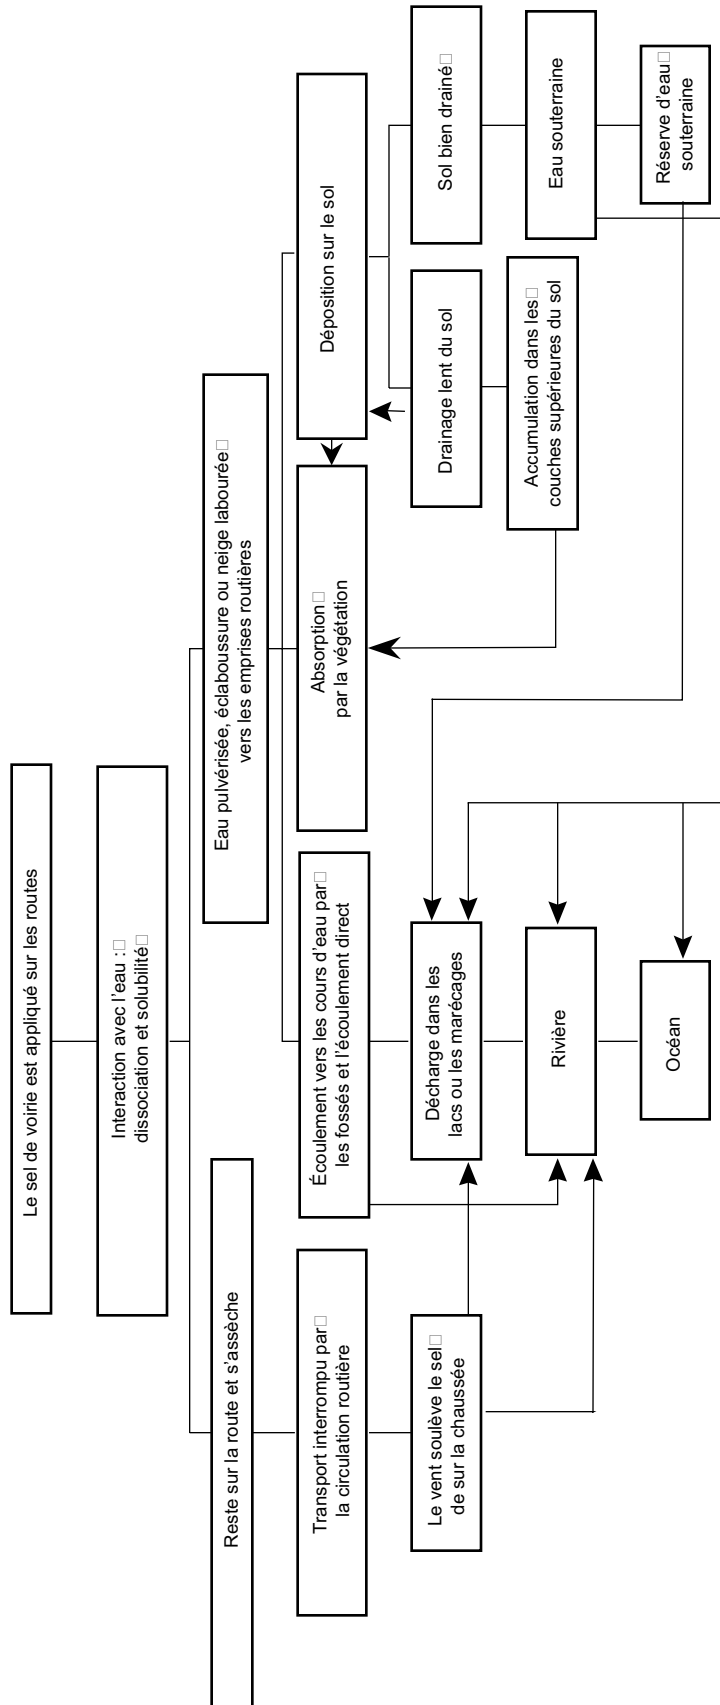 Le sel de voirie est appliqué sur les routes
Interaction avec l'eau :
dissociation et solubilité
Reste sur la route et s'assèche
Eau pulvérisée, éclaboussure ou neige labourée
vers les emprises routières
Transport interrompu par
la circulation routière
Écoulement vers les cours d'eau par
les fossés et l'écoulement direct
Absorption
par la végétation
Déposition sur le sol
Le vent soulève le sel
de sur la chaussée
Décharge dans les
lacs ou les marécages
Drainage lent du sol
Sol bien drainé
Rivière
Accumulation dans les
couches supérieures du sol
Eau souterraine
Océan
Réserve d'eau
souterraine